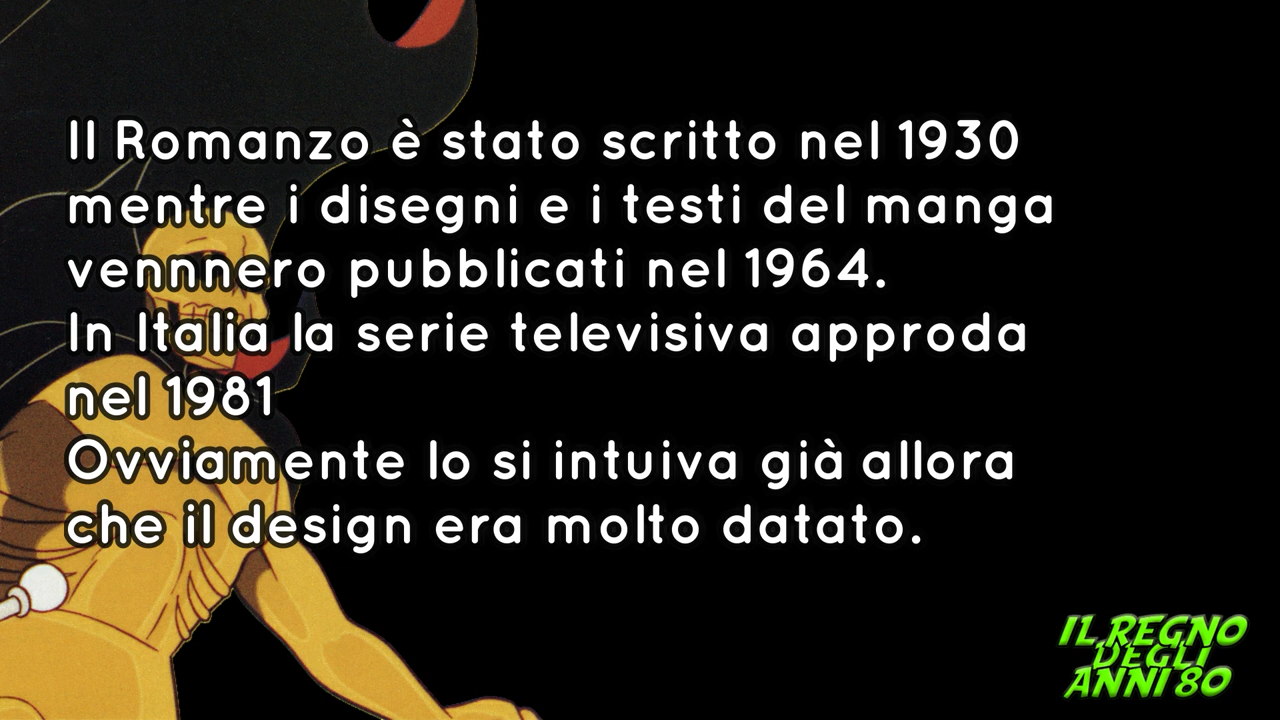 Il Romanzo è stato scritto nel 1930
mentre i disegni e i testi del manga
vennnero pubblicati nel 1964.
In Italia la serie televisiva approda
nel 1981
Ovviamente lo si intuiva già allora
che il design era molto datato.
IL REGNO
DEGLI
ANNI 80